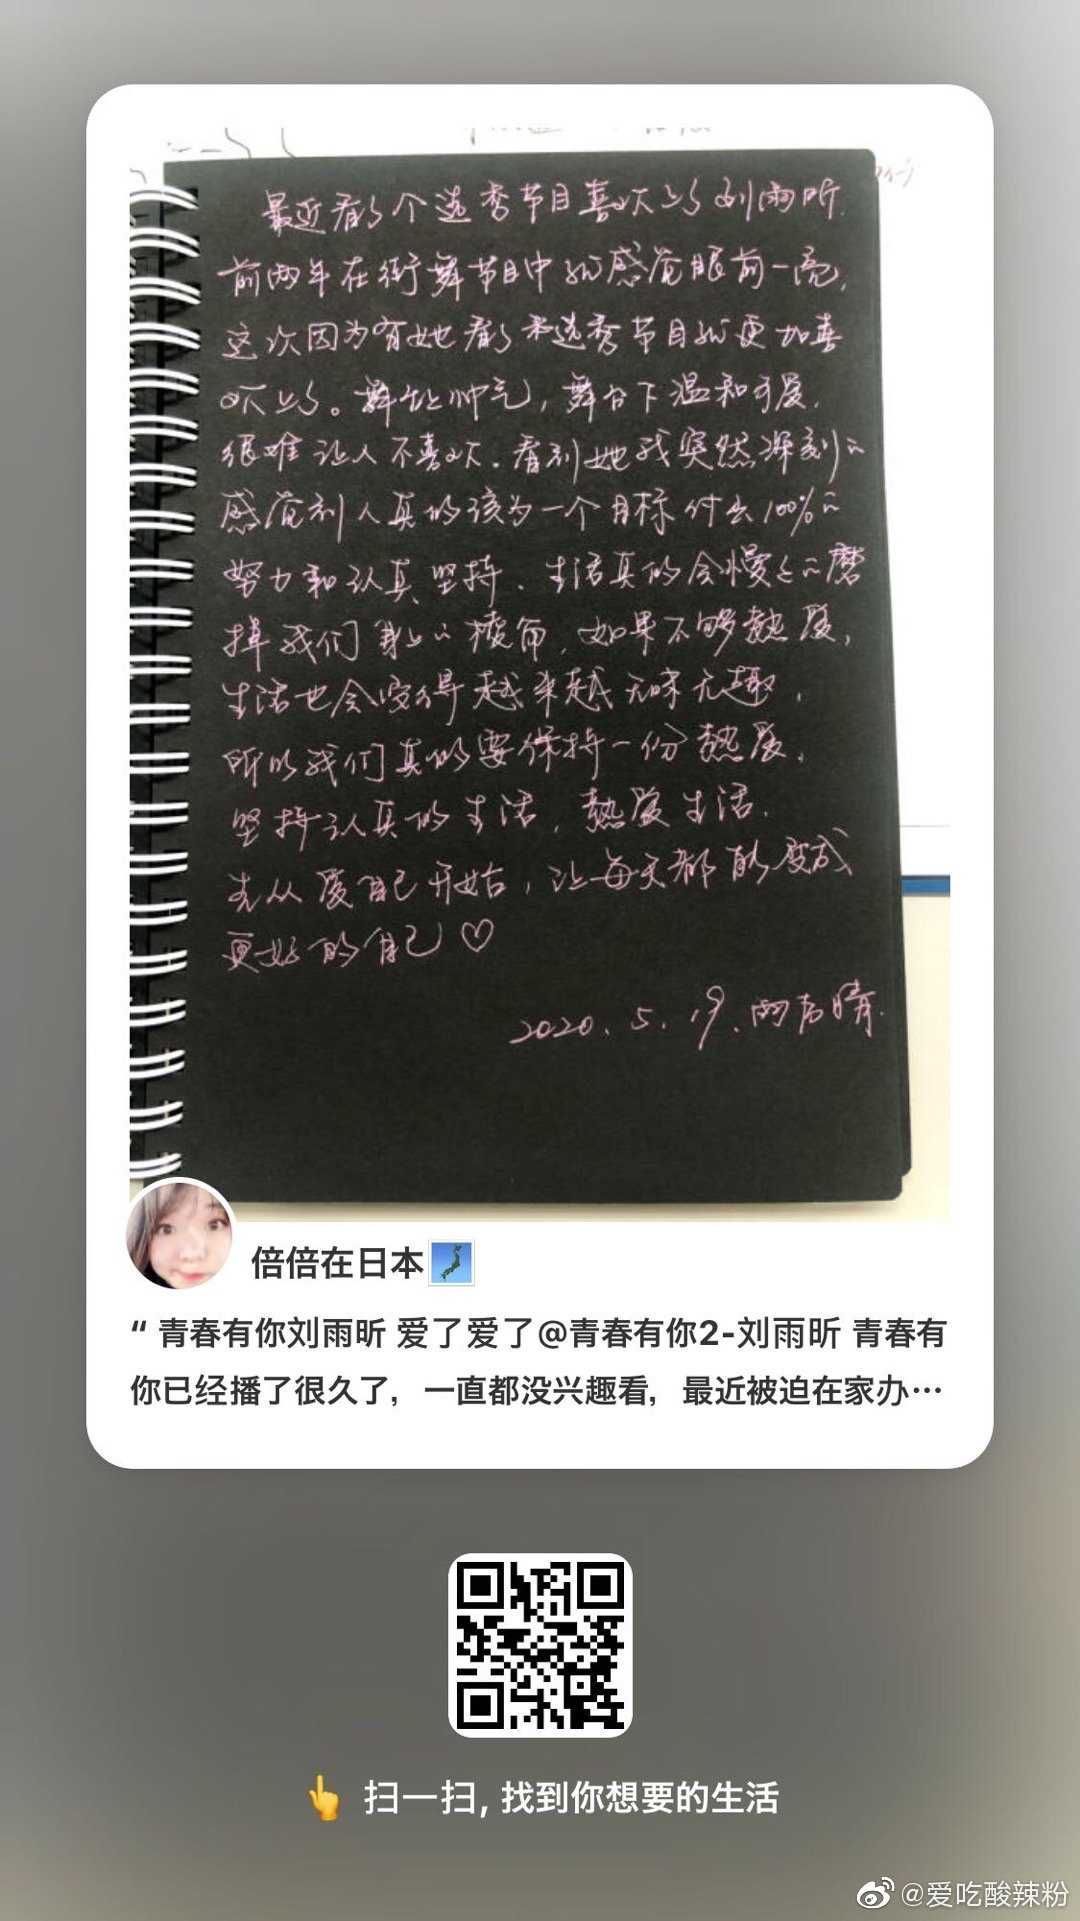 最近看了个选秀节目喜欢上了刘雨昕.
前两年在街舞节目中就感觉眼前一亮,
这次因为有她看了选秀节目就更加喜
欢上了。舞台帅气,舞台下温和可爱.
很难让人不喜欢.看到她我突然深刻的
感觉到人真的该为一个目标付出100%的
努力和认真坚持.生活真的会慢慢的磨
掉我们身上的棱角,如果不够热爱,
生活也会变得越来越无味无趣.
所以我们真的要保持一份热爱.
坚持认真的生活,热爱生活.
先从爱自己开始,让每天都能变成
更好的自己♡
2020.5.19.雨后晴.
倍倍在日本🗾
“ 青春有你刘雨昕 爱了爱了@青春有你2-刘雨昕 青春有
你已经播了很久了,一直都没兴趣看,最近被迫在家办…
👆 扫一扫, 找到你想要的生活
@爱吃酸辣粉